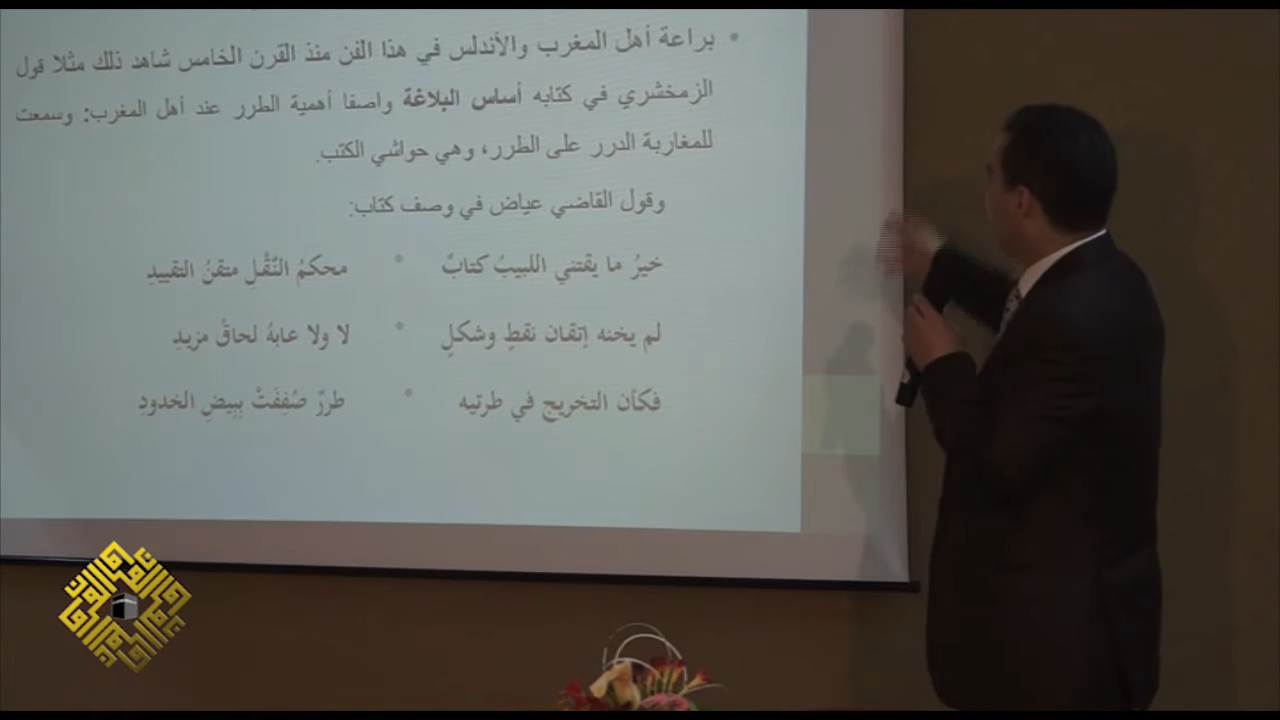 • براعة أهل المغرب والأندلس في هذا الفن منذ القرن الخامس شاهد ذلك مثلا قول
الزمخشري في كتابه أساس البلاغة واصفا أهمية الطرر عند أهل المغرب: وسمعت
للمغاربة الدرر على الطرر، وهي حواشي الكتب.
وقول القاضي عياض في وصف كتاب:
خيرُ ما يقتني اللبيبُ كتابٌ * محكمُ النَّقْلِ متقنُ التقييدِ
لم يخنه إتقان نقطٍ وشكلٍ * لا ولا عابهُ لحاقُ مزيدِ
فكأن التخريج في طرتيه * طررٌ صُفِفَتْ بِبيضِ الخدودِ